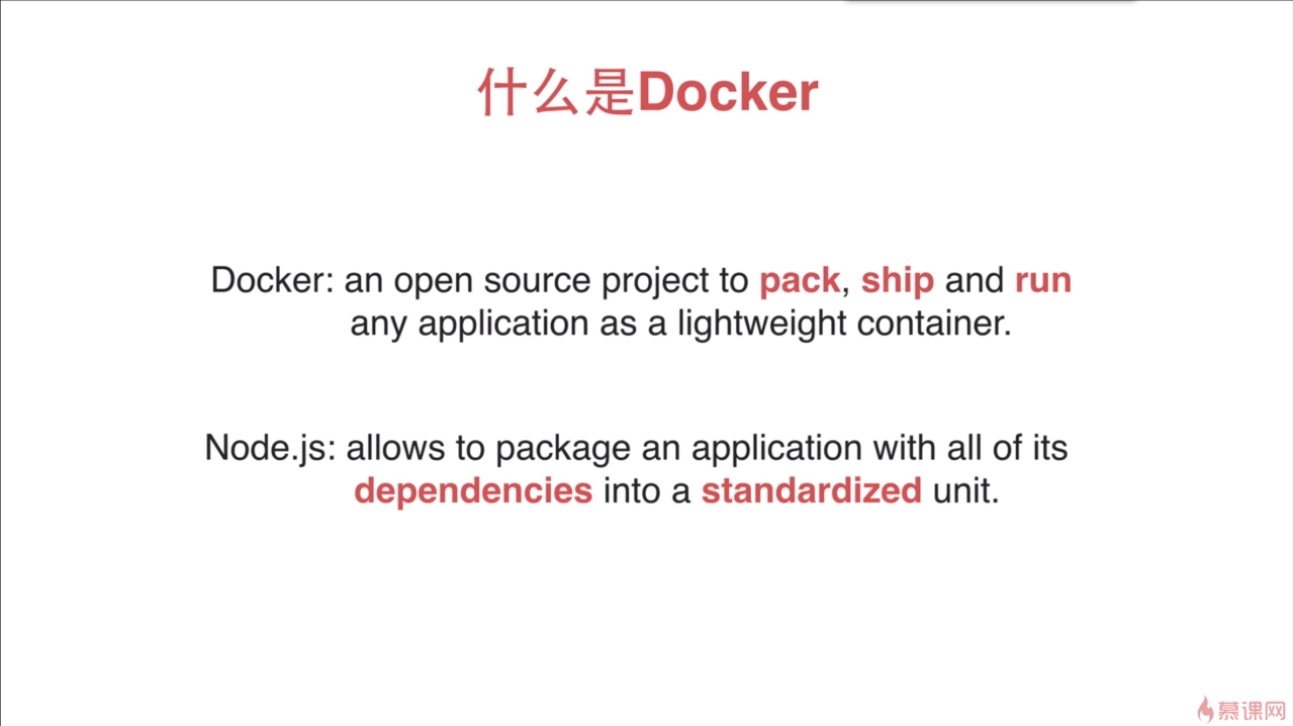 什么是Docker
Docker: an open source project to pack, ship and run
any application as a lightweight container.
Node.js: allows to package an application with all of its
dependencies into a standardized unit.
慕课网